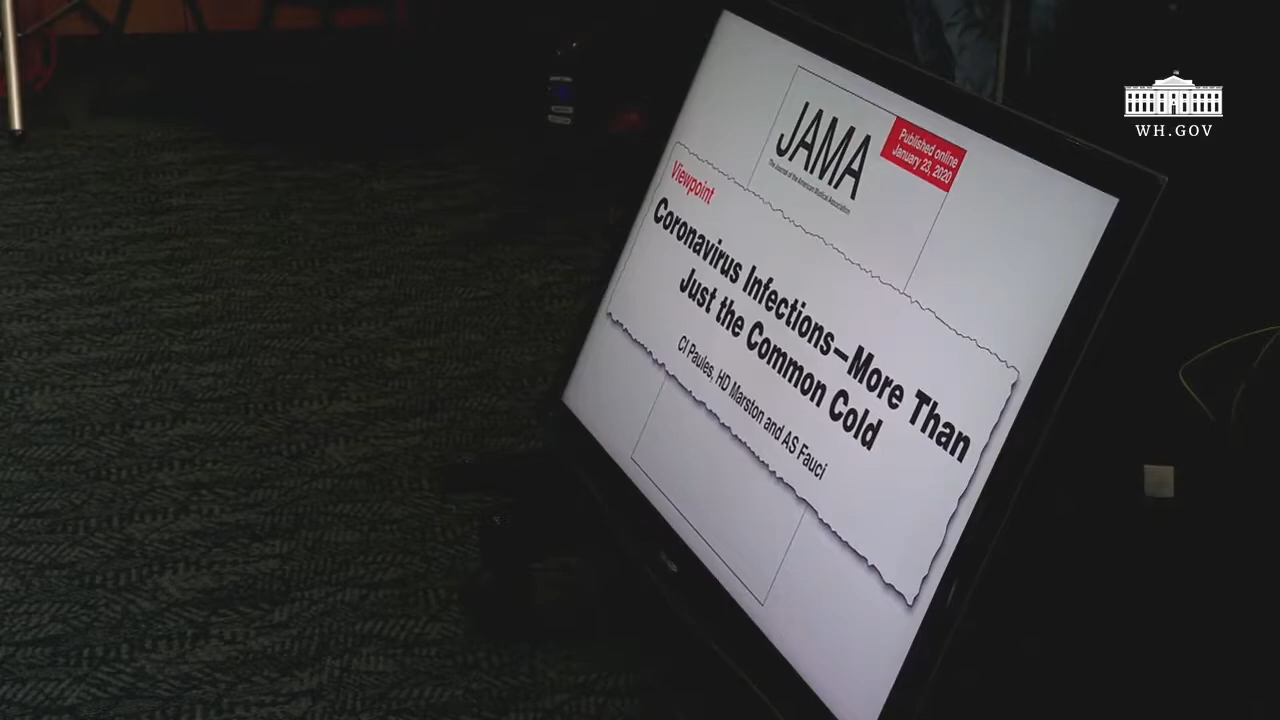 JAMA
The Journal of the American Medical Association
Published online
January 23, 2020
Viewpoint
Coronavirus Infections—More Than
Just the Common Cold
CI Paules, HD Marston and AS Fauci
WH.GOV